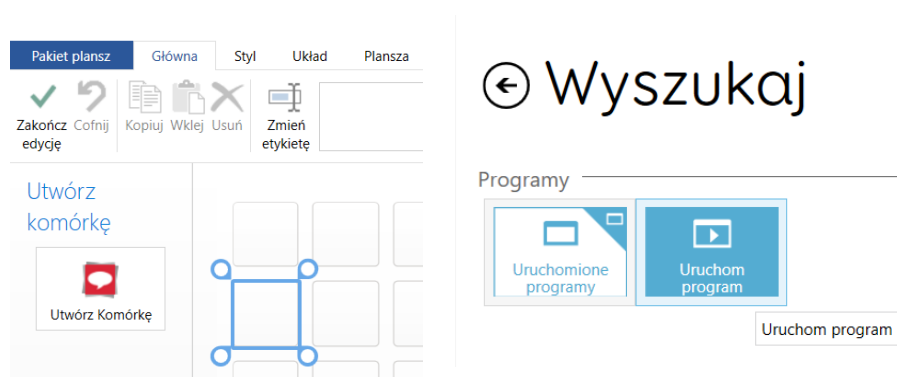 Pakiet plansz Główna Styl Układ Plansza
Zakończ edycję Cofnij Kopiuj Wklej Usuń Zmień etykietę
Utwórz
komórkę
Utwórz Komórkę
Wyszukaj
Programy
Uruchomione
programy
Uruchom
program
Uruchom program